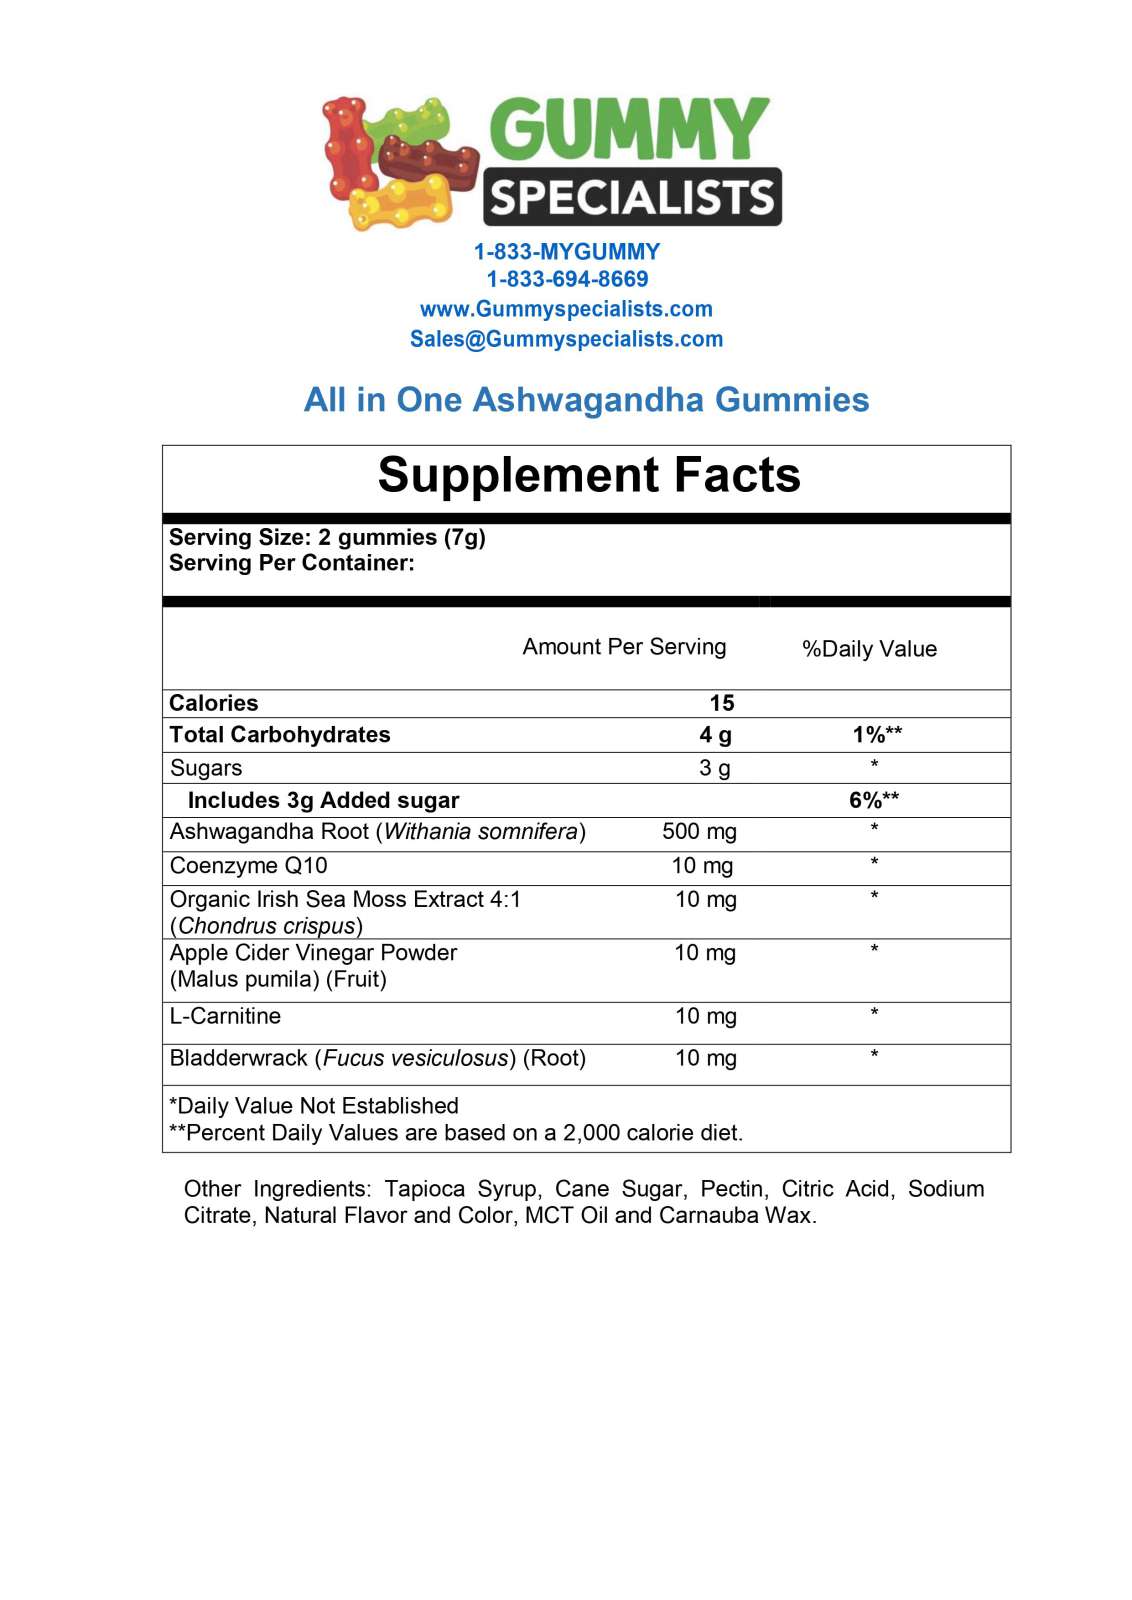 GUMMY
SPECIALISTS
1-833-MYGUMMY
1-833-694-8669
www.Gummyspecialists.com
Sales@Gummyspecialists.com
All in One Ashwagandha Gummies
Supplement Facts
Serving Size: 2 gummies (7g)
Serving Per Container:
Amount Per Serving %Daily Value
Calories 15
Total Carbohydrates 4 g 1%**
Sugars 3 g *
Includes 3g Added sugar 6%**
Ashwagandha Root (Withania somnifera) 500 mg *
Coenzyme Q10 10 mg *
Organic Irish Sea Moss Extract 4:1 10 mg *
(Chondrus crispus)
Apple Cider Vinegar Powder 10 mg *
(Malus pumila) (Fruit)
L-Carnitine 10 mg *
Bladderwrack (Fucus vesiculosus) (Root) 10 mg *
*Daily Value Not Established
**Percent Daily Values are based on a 2,000 calorie diet.
Other Ingredients: Tapioca Syrup, Cane Sugar, Pectin, Citric Acid, Sodium
Citrate, Natural Flavor and Color, MCT Oil and Carnauba Wax.